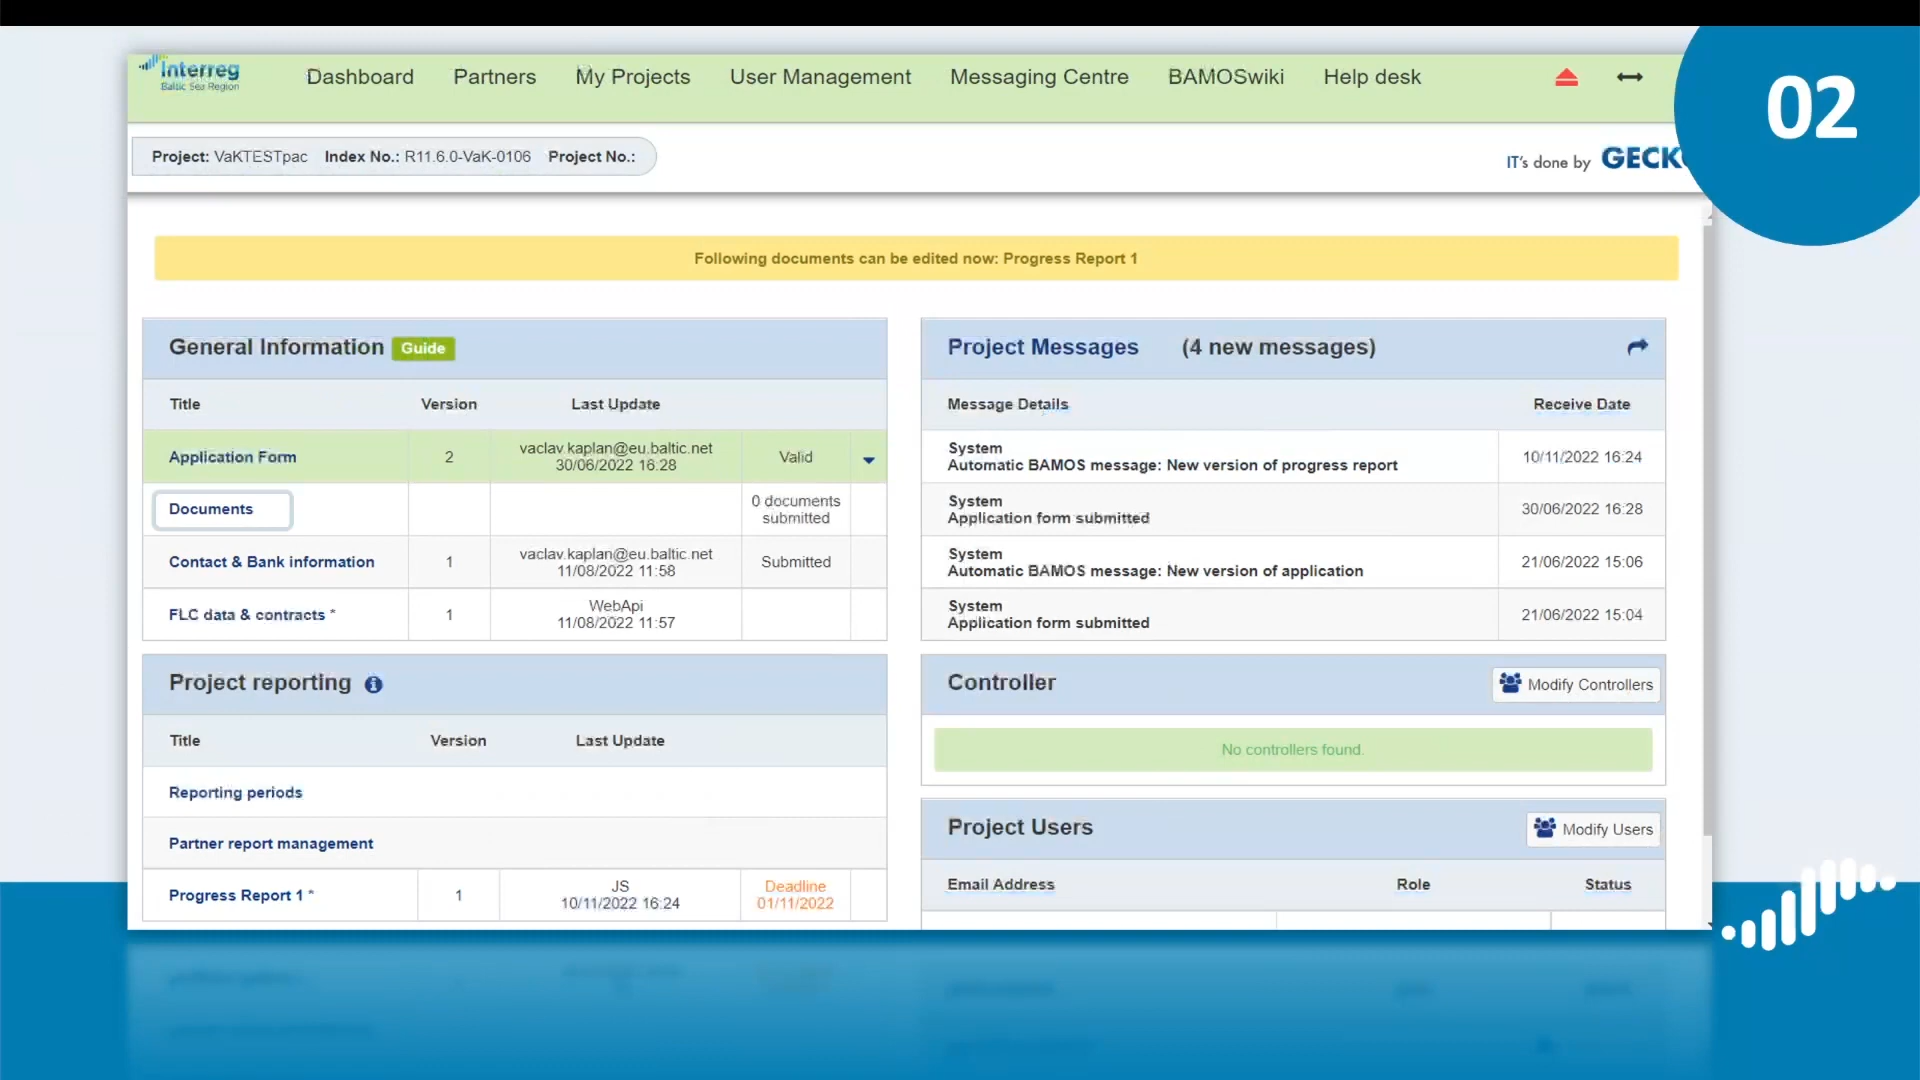 Interreg
Baltic Sea Region
Dashboard Partners My Projects User Management Messaging Centre BAMOSwiki Help desk
02
Project: VaKTESTpac Index No.: R11.6.0-VaK-0106 Project No.:
IT's done by GECK
Following documents can be edited now: Progress Report 1
General Information Guide
Title Version Last Update
Application Form 2 vaclav.kaplan@eu.baltic.net Valid
30/06/2022 16:28
Documents 0 documents
submitted
Contact & Bank information 1 vaclav.kaplan@eu.baltic.net Submitted
11/08/2022 11:58
FLC data & contracts * 1 WebApi
11/08/2022 11:57
Project reporting
Title Version Last Update
Reporting periods
Partner report management
Progress Report 1 * 1 JS Deadline
10/11/2022 16:24 01/11/2022
Project Messages (4 new messages)
Message Details Receive Date
System
Automatic BAMOS message: New version of progress report 10/11/2022 16:24
System
Application form submitted 30/06/2022 16:28
System
Automatic BAMOS message: New version of application 21/06/2022 15:06
System
Application form submitted 21/06/2022 15:04
Controller Modify Controllers
No controllers found.
Project Users Modify Users
Email Address Role Status